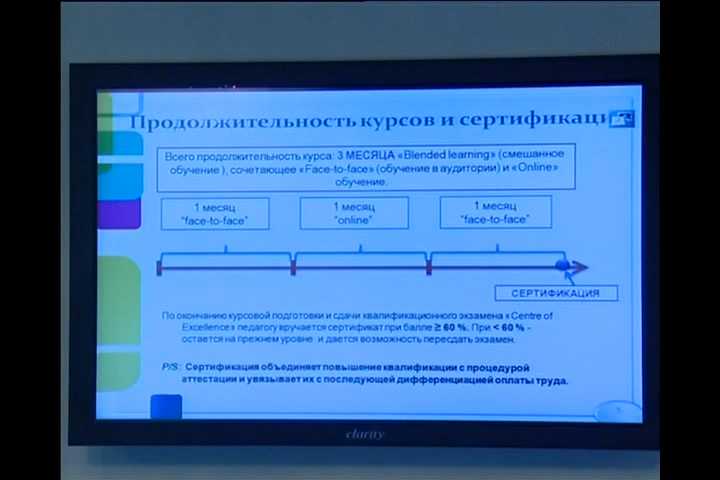 Продолжительность курсов и сертификаци
Всего продолжительность курса: 3 МЕСЯЦА «Blended learning» (смешанное
обучение ), сочетающее «Face-to-face» (обучение в аудитории) и «Online»
обучение.
1 месяц
"face-to-face"
1 месяц
"online"
1 месяц
"face-to-face"
СЕРТИФИКАЦИЯ
По окончанию курсовой подготовки и сдачи квалификационного экзамена «Centre of
Excellence» педагогу вручается сертификат при балле ≥ 60 %. При < 60% -
остается на прежнем уровне и дается возможность пересдать экзамен.
P/S: Сертификация объединяет повышение квалификации с процедурой
аттестации и увязывает их с последующей дифференциацией оплаты труда.
clarity